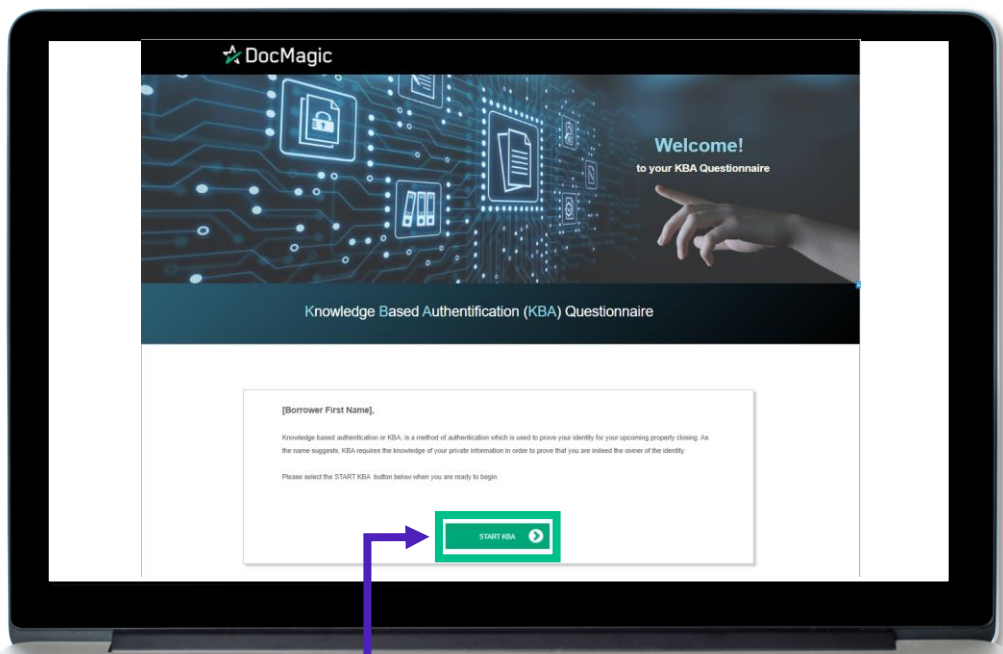 DocMagic
Welcome!
to your KBA Questionnaire
Knowledge Based Authentification (KBA) Questionnaire
[Borrower First Name],
Knowledge based authentication or KBA, is a method of authentication which is used to prove your identity for your upcoming property closing. As
the name suggests, KBA requires the knowledge of your private information in order to prove that you are indeed the owner of the identity.
Please select the START KBA button below when you are ready to begin
START KBA